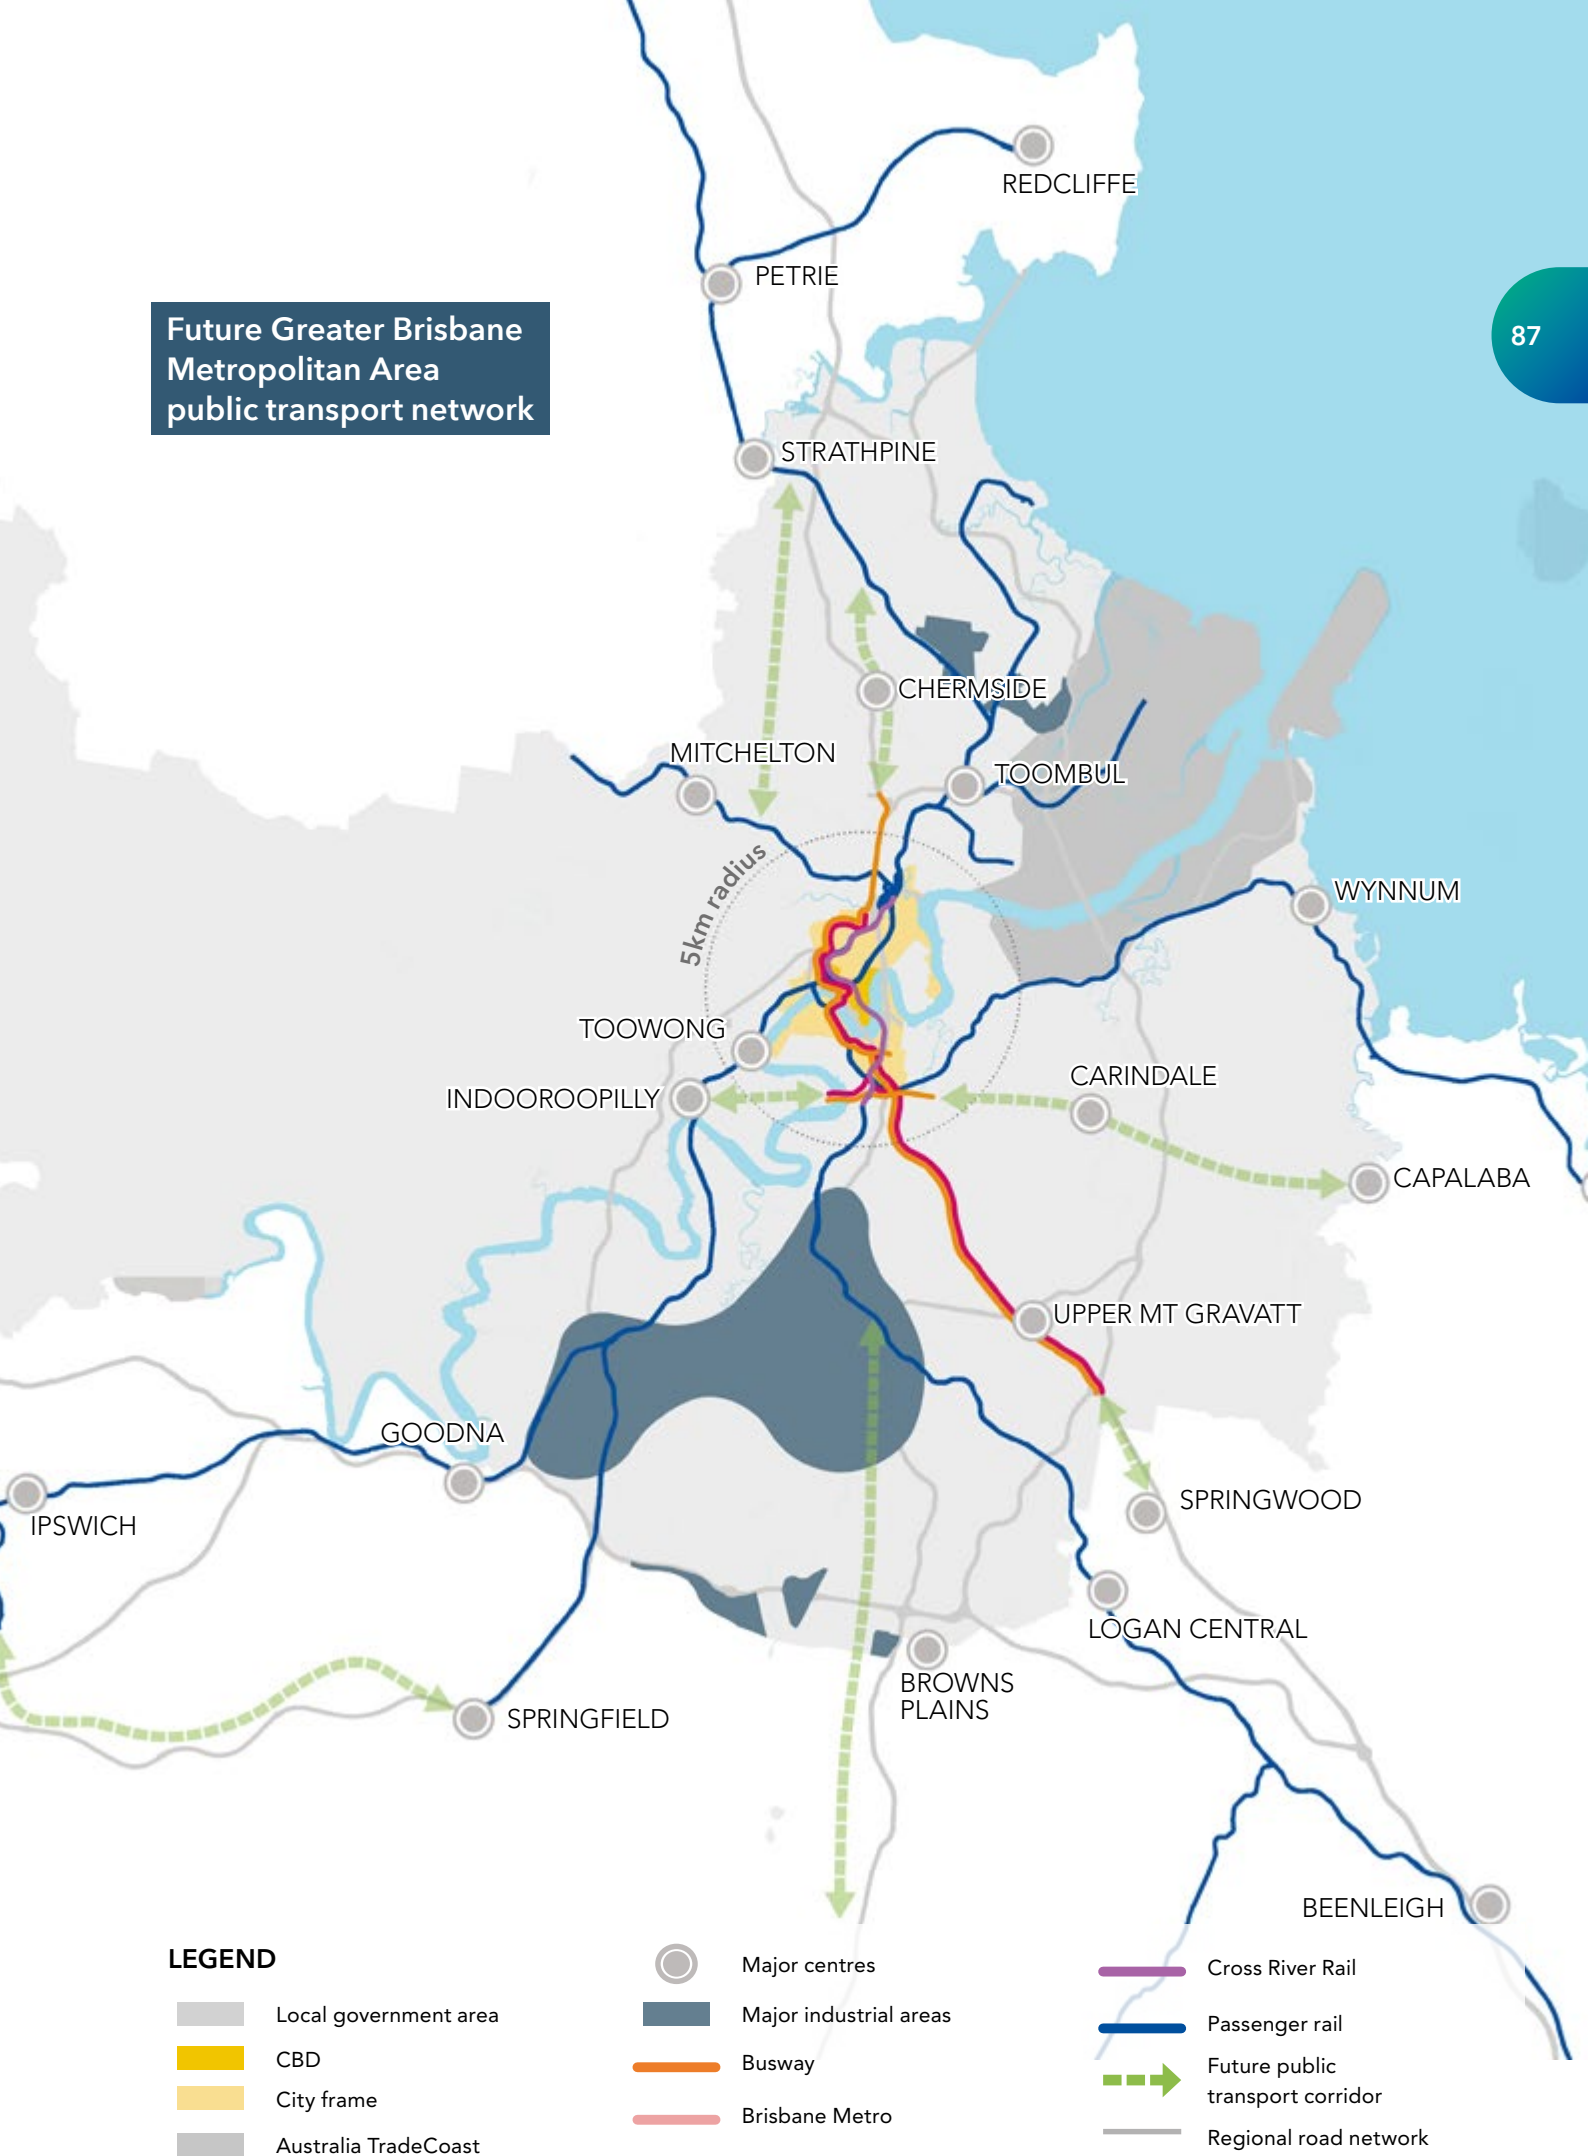 REDCLIFFE
PETRIE
Future Greater Brisbane
Metropolitan Area
public transport network
87
STRATHPINE
CHERMSIDE
MITCHELTON
TOOMBUL
5km radius
WYNNUM
TOOWONG
CARINDALE
INDOOROOPILLY
CAPALABA
UPPER MT GRAVATT
GOODNA
SPRINGWOOD
IPSWICH
LOGAN CENTRAL
BROWNS
PLAINS
SPRINGFIELD
BEENLEIGH
LEGEND
Local government area
CBD
City frame
Australia TradeCoast
Major centres
Major industrial areas
Busway
Brisbane Metro
Cross River Rail
Passenger rail
Future public
transport corridor
Regional road network